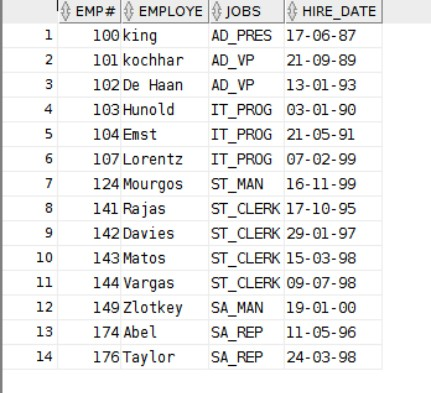 EMP# EMPLOYE JOBS HIRE_DATE
1 100 king AD_PRES 17-06-87
2 101 kochhar AD_VP 21-09-89
3 102 De Haan AD_VP 13-01-93
4 103 Hunold IT_PROG 03-01-90
5 104 Emst IT_PROG 21-05-91
6 107 Lorentz IT_PROG 07-02-99
7 124 Mourgos ST_MAN 16-11-99
8 141 Rajas ST_CLERK 17-10-95
9 142 Davies ST_CLERK 29-01-97
10 143 Matos ST_CLERK 15-03-98
11 144 Vargas ST_CLERK 09-07-98
12 149 Zlotkey SA_MAN 19-01-00
13 174 Abel SA_REP 11-05-96
14 176 Taylor SA_REP 24-03-98